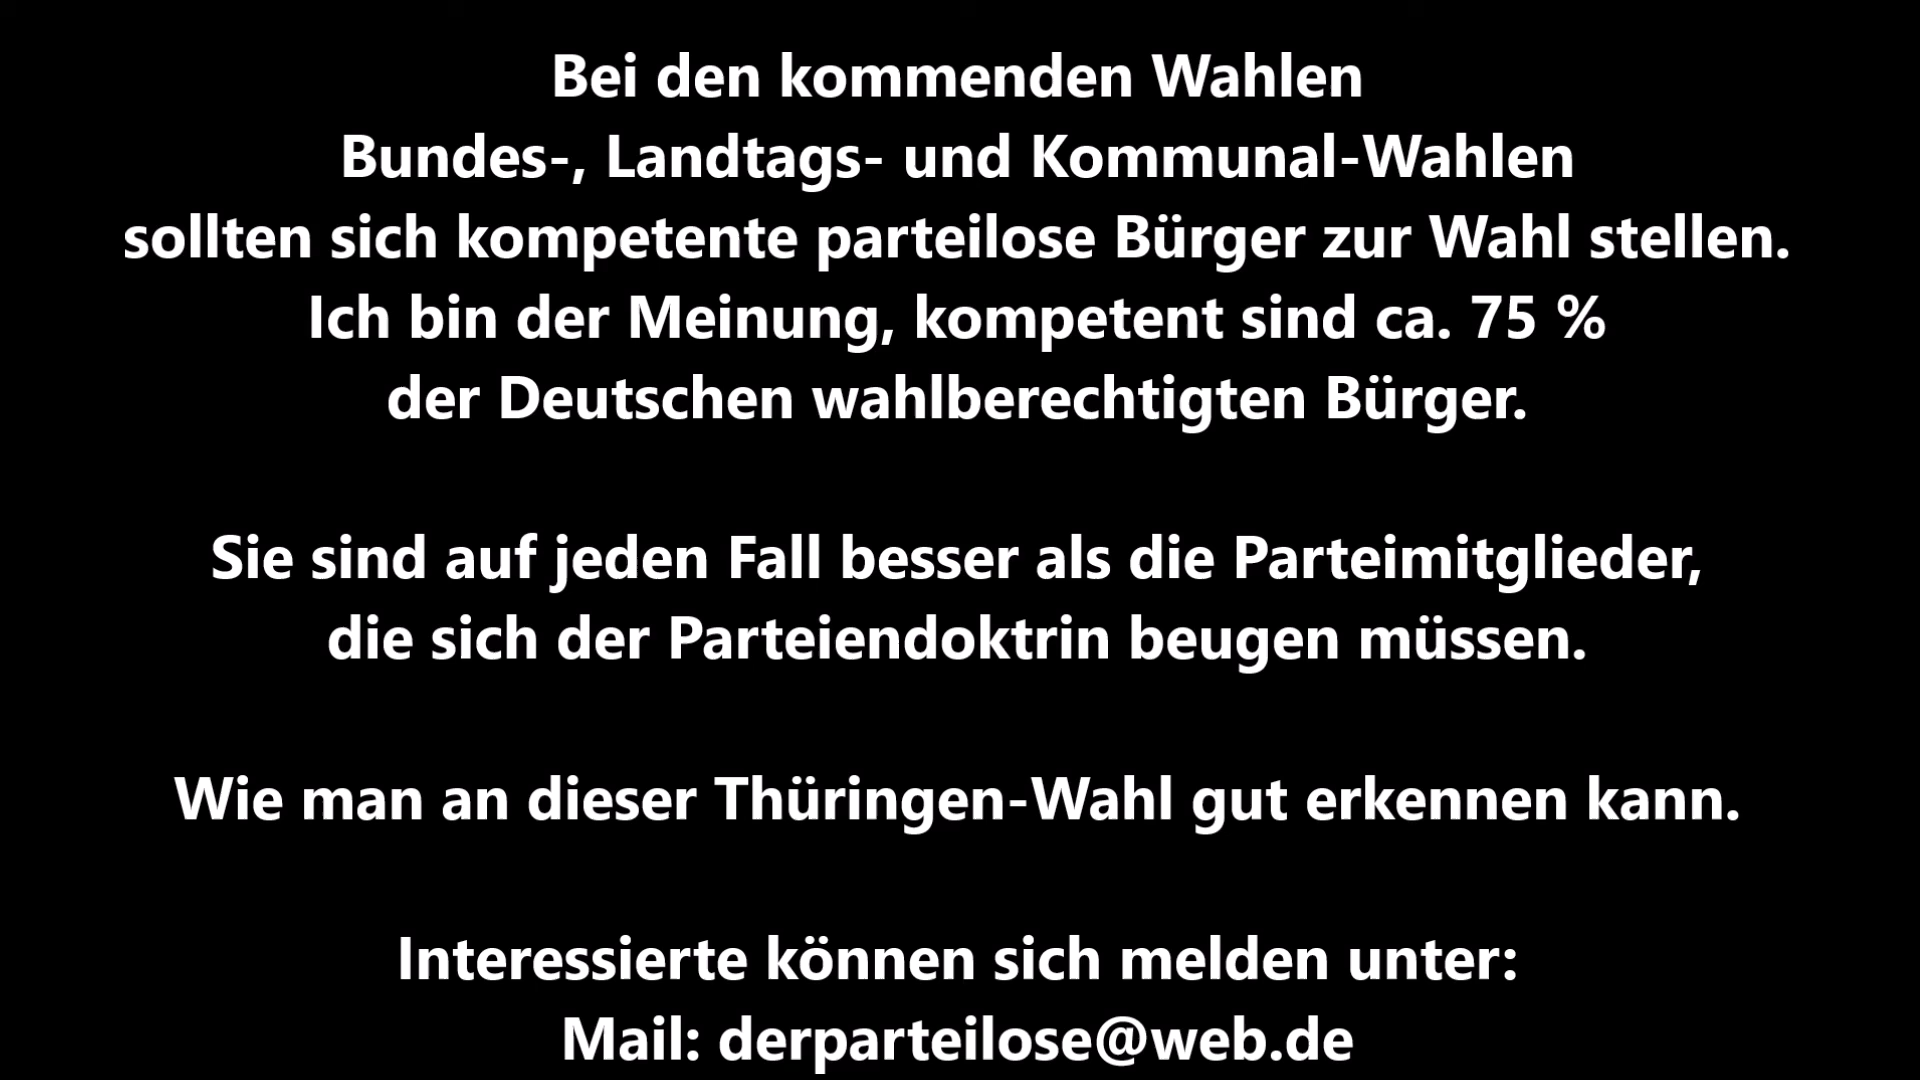 Bei den kommenden Wahlen
Bundes-, Landtags- und Kommunal-Wahlen
sollten sich kompetente parteilose Bürger zur Wahl stellen.
Ich bin der Meinung, kompetent sind ca. 75 %
der Deutschen wahlberechtigten Bürger.
Sie sind auf jeden Fall besser als die Parteimitglieder,
die sich der Parteiendoktrin beugen müssen.
Wie man an dieser Thüringen-Wahl gut erkennen kann.
Interessierte können sich melden unter:
Mail: derparteilose@web.de